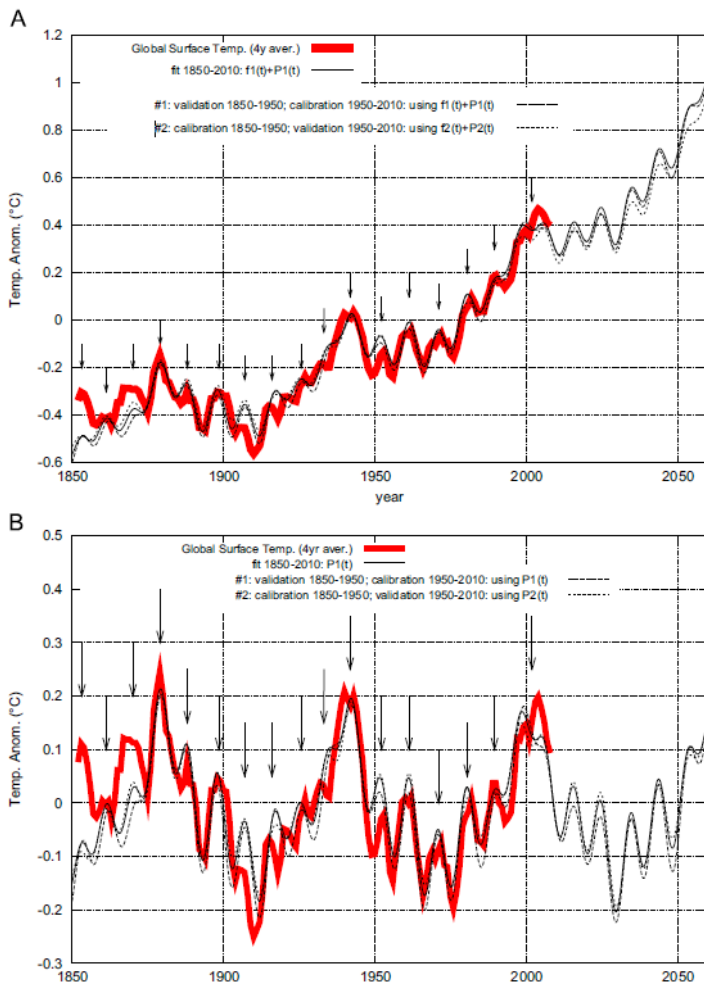 A
Global Surface Temp. (4y aver.)
fit 1850-2010: f1(t)+P1(t)
#1: validation 1850-1950; calibration 1950-2010: using f1(t)+P1(t)
#2: calibration 1850-1950; validation 1950-2010: using f2(t)+P2(t)
Temp. Anom. (°C)
1.2
1
0.8
0.6
0.4
0.2
0
-0.2
-0.4
-0.6
1850 1900 1950 2000 2050
year
B
Global Surface Temp. (4yr aver.)
fit 1850-2010: P1(t)
#1: validation 1850-1950; calibration 1950-2010: using P1(t)
#2: calibration 1850-1950; validation 1950-2010: using P2(t)
Temp. Anom. (°C)
0.5
0.4
0.3
0.2
0.1
0
-0.1
-0.2
-0.3
1850 1900 1950 2000 2050